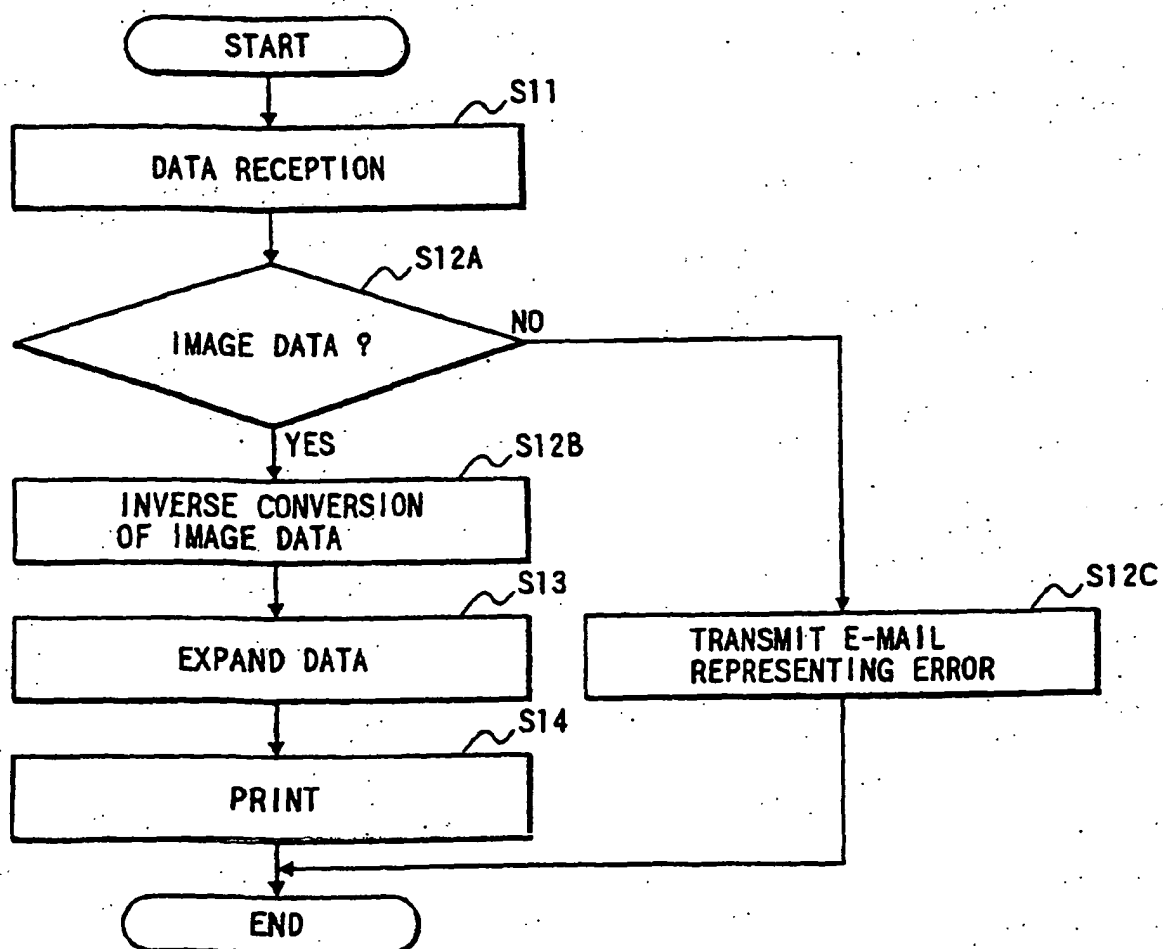 START
S11
DATA RECEPTION
S12A
IMAGE DATA ?
NO
YES
S12B
INVERSE CONVERSION
OF IMAGE DATA
S13
EXPAND DATA
S12C
TRANSMIT E-MAIL
REPRESENTING ERROR
S14
PRINT
END